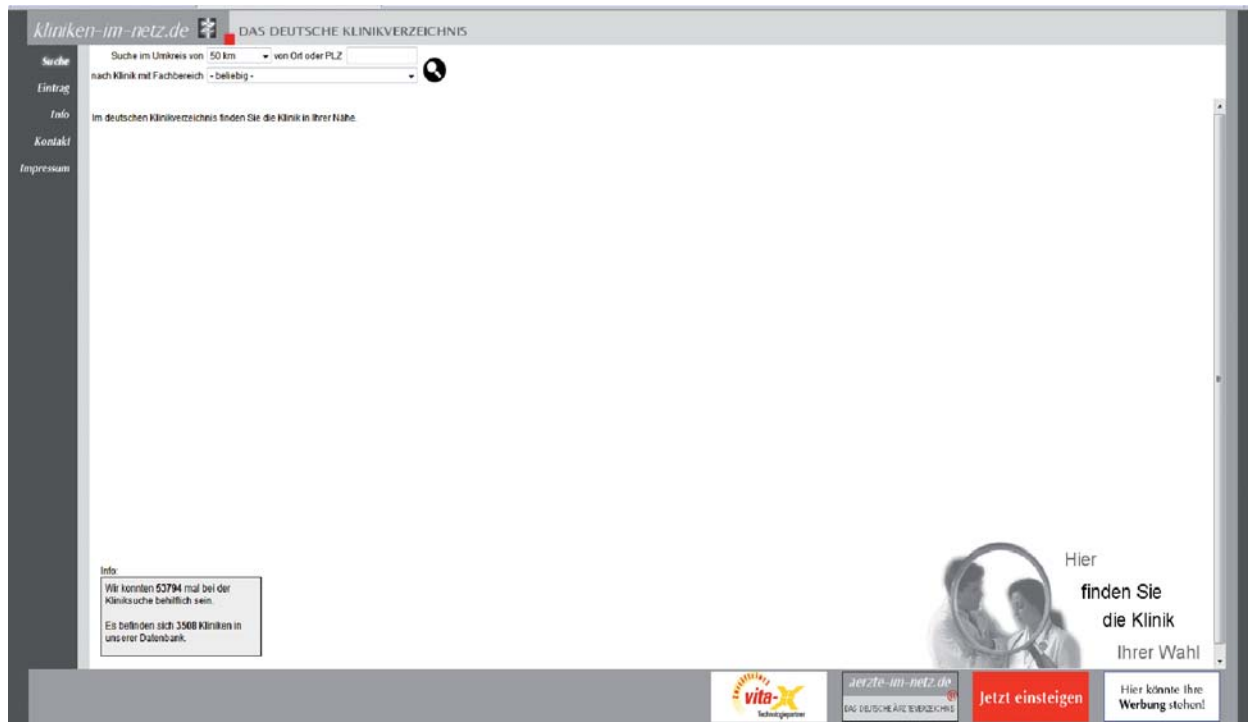 kliniken-im-netz.de
DAS DEUTSCHE KLINIKVERZEICHNIS
Suche
Eintrag
Info
Kontakt
Impressum
Suche im Umkreis von 50 km von Ort oder PLZ
nach Klinik mit Fachbereich - beliebig -
Im deutschen Klinikverzeichnis finden Sie die Klinik in Ihrer Nähe.
Info:
Wir konnten 53794 mal bei der
Kliniksuche behilflich sein.
Es befinden sich 3508 Kliniken in
unserer Datenbank.
Hier
finden Sie
die Klinik
Ihrer Wahl
vita-X
Technologiepartner
aerzte-im-netz.de
DAS DEUTSCHE ÄRZTEVERZEICHNIS
Jetzt einsteigen
Hier könnte Ihre
Werbung stehen!